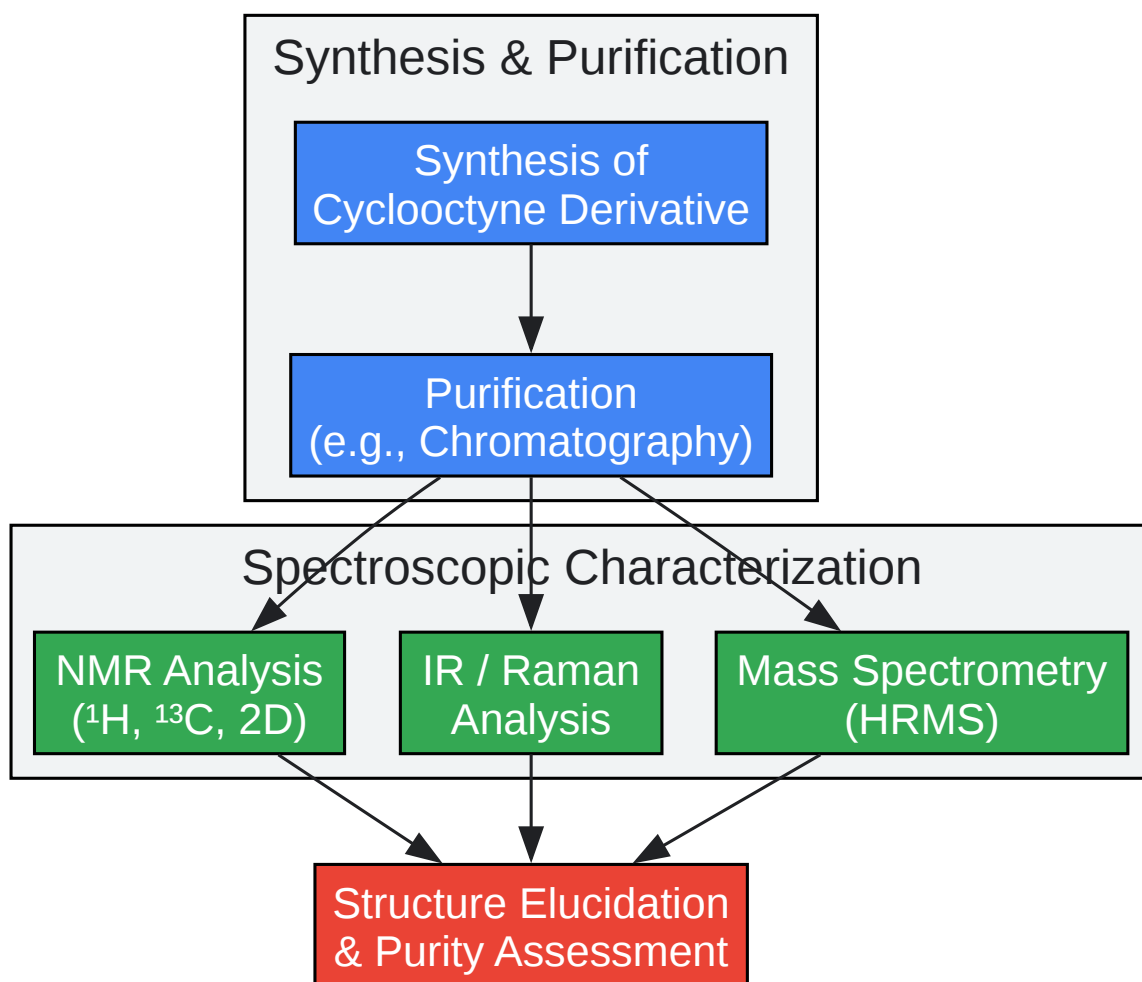 Synthesis & Purification
Synthesis of
Cyclooctyne Derivative
Purification
(e.g., Chromatography)
Spectroscopic Characterization
NMR Analysis
(¹H, ¹³C, 2D)
IR / Raman
Analysis
Mass Spectrometry
(HRMS)
Structure Elucidation
& Purity Assessment